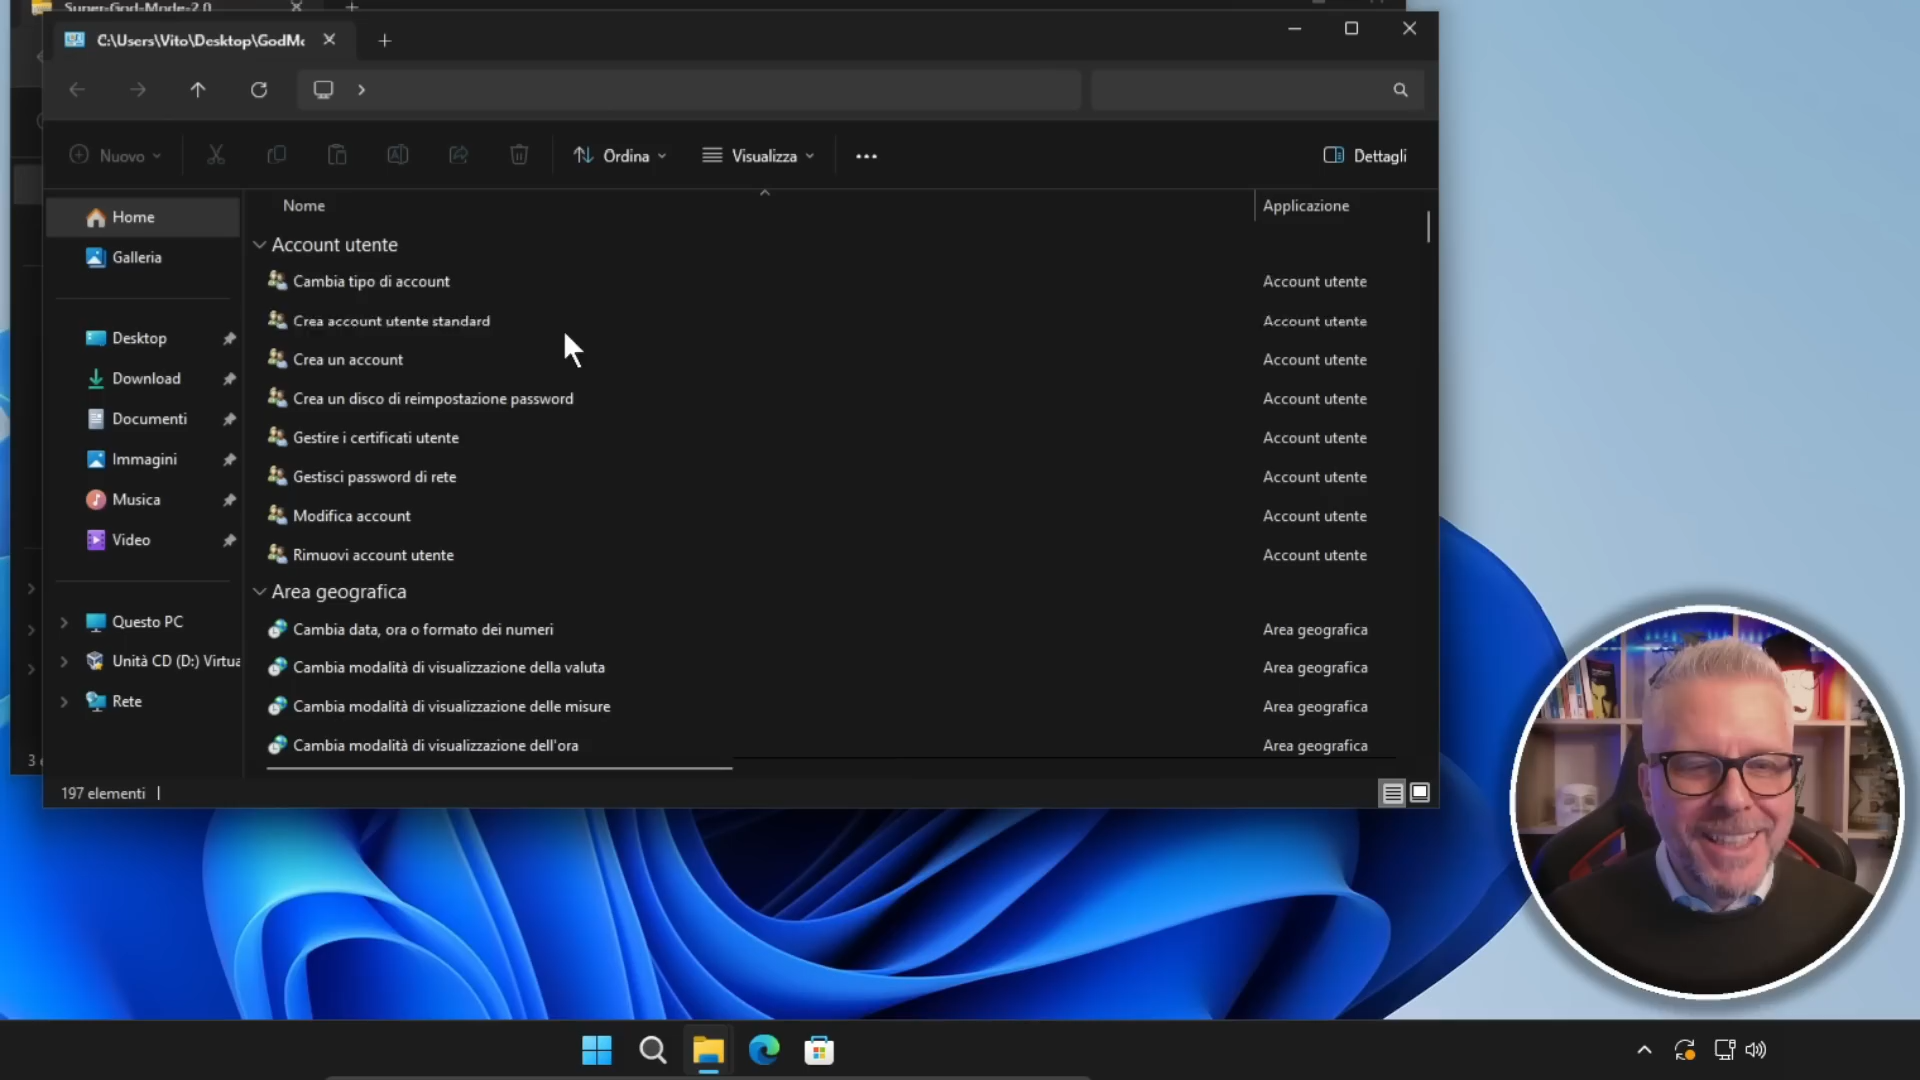 Super-God-Mode-2.0
C:\Users\Vito\Desktop\GodMo
Nuovo
Ordina
Visualizza
Dettagli
Nome
Applicazione
Home
Galleria
Desktop
Download
Documenti
Immagini
Musica
Video
Questo PC
Unità CD (D:) Virtua
Rete
Account utente
Cambia tipo di account Account utente
Crea account utente standard Account utente
Crea un account Account utente
Crea un disco di reimpostazione password Account utente
Gestire i certificati utente Account utente
Gestisci password di rete Account utente
Modifica account Account utente
Rimuovi account utente Account utente
Area geografica
Cambia data, ora o formato dei numeri Area geografica
Cambia modalità di visualizzazione della valuta Area geografica
Cambia modalità di visualizzazione delle misure Area geografica
Cambia modalità di visualizzazione dell'ora Area geografica
3 e
197 elementi